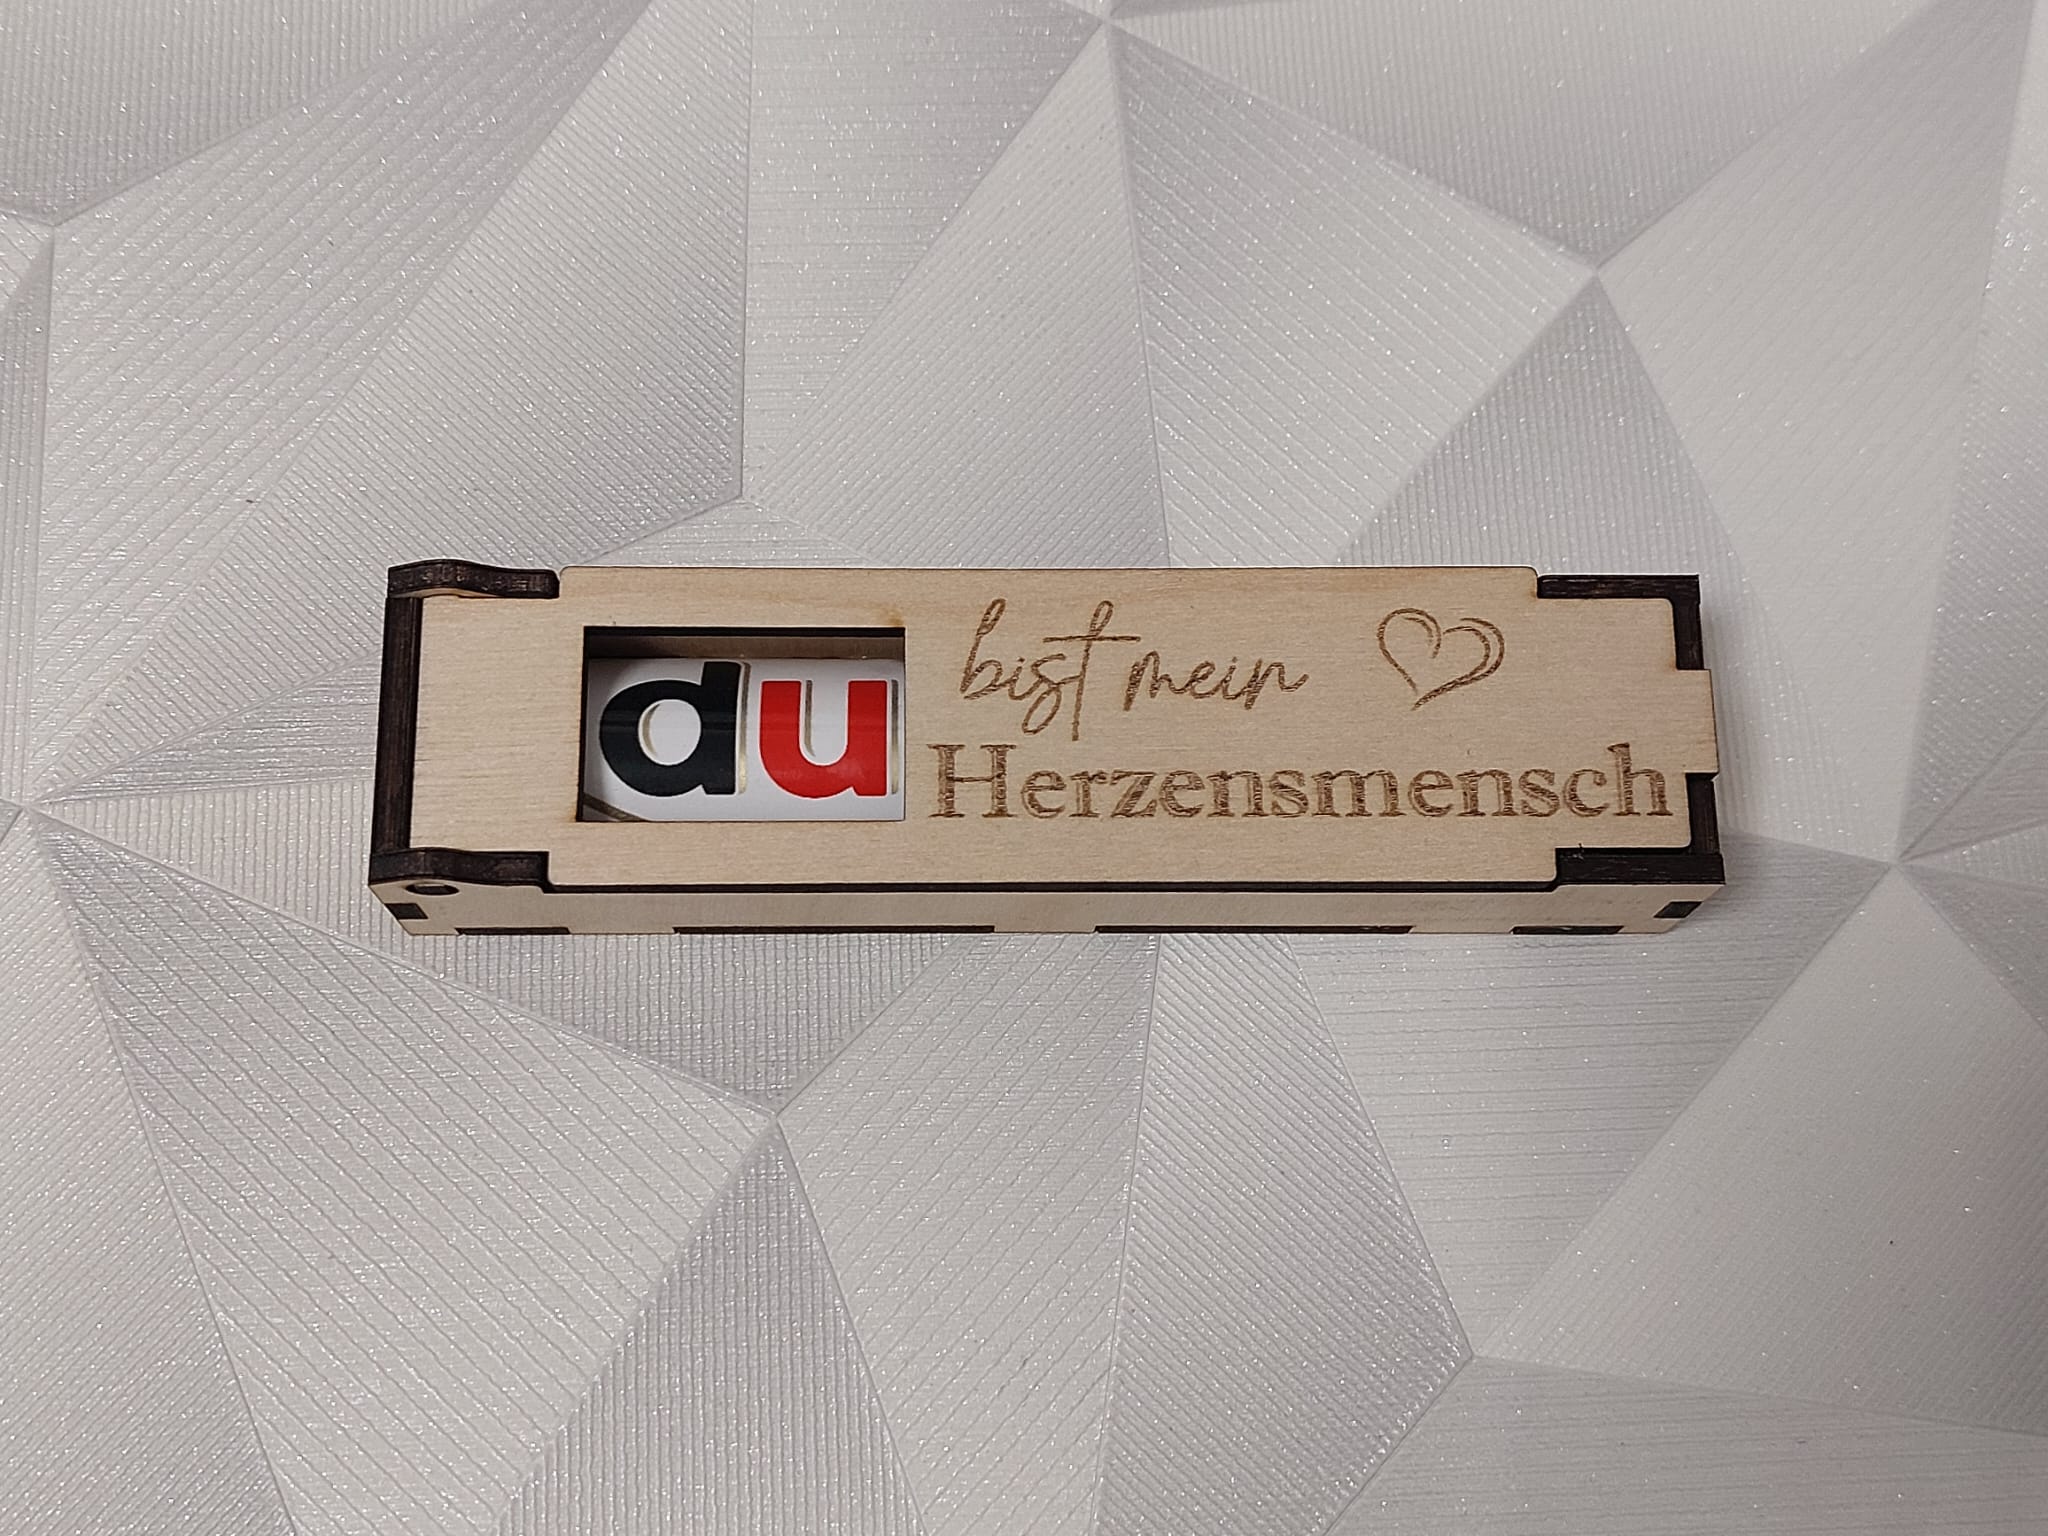 du bist mein
Herzensmensch